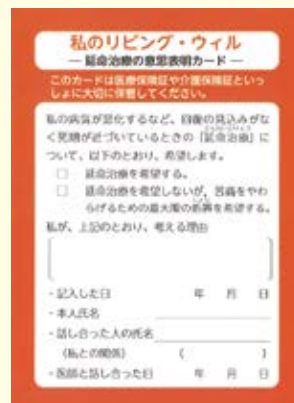 私のリビング・ウィル
― 延命治療の意思表明カード ―
このカードは医療保険証や介護保険証といっ
しょに大切に保管してください。
私の病気が悪化するなど、回復の見込みがな
く死期が近づいているときの「延命治療」に
ついて、以下のとおり、希望します。
□ 延命治療を希望する。
□ 延命治療を希望しないが、苦痛をやわ
らげるための最大限の処置を希望する。
私が、上記のとおり、考える理由
・記入した日 年 月 日
・本人氏名
・話し合った人の氏名
(私との関係) ( )
・医師と話し合った日 年 月 日